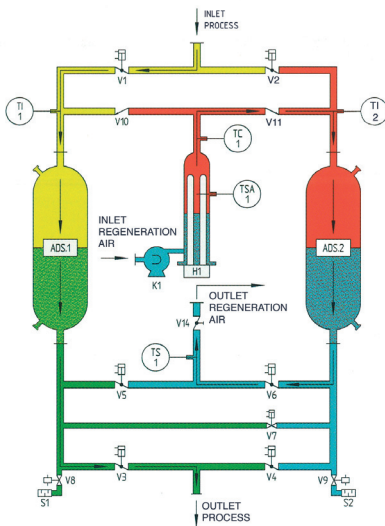 INLET
PROCESS
V1
V2
TI
1
V10
V11
TI
2
TC
1
TSA
1
INLET
REGENERATION
AIR
ADS.1
ADS.2
K1
H1
OUTLET
REGENERATION
AIR
V14
TS
1
V5
V6
V7
V3
V4
V8
V9
S1
S2
OUTLET
PROCESS